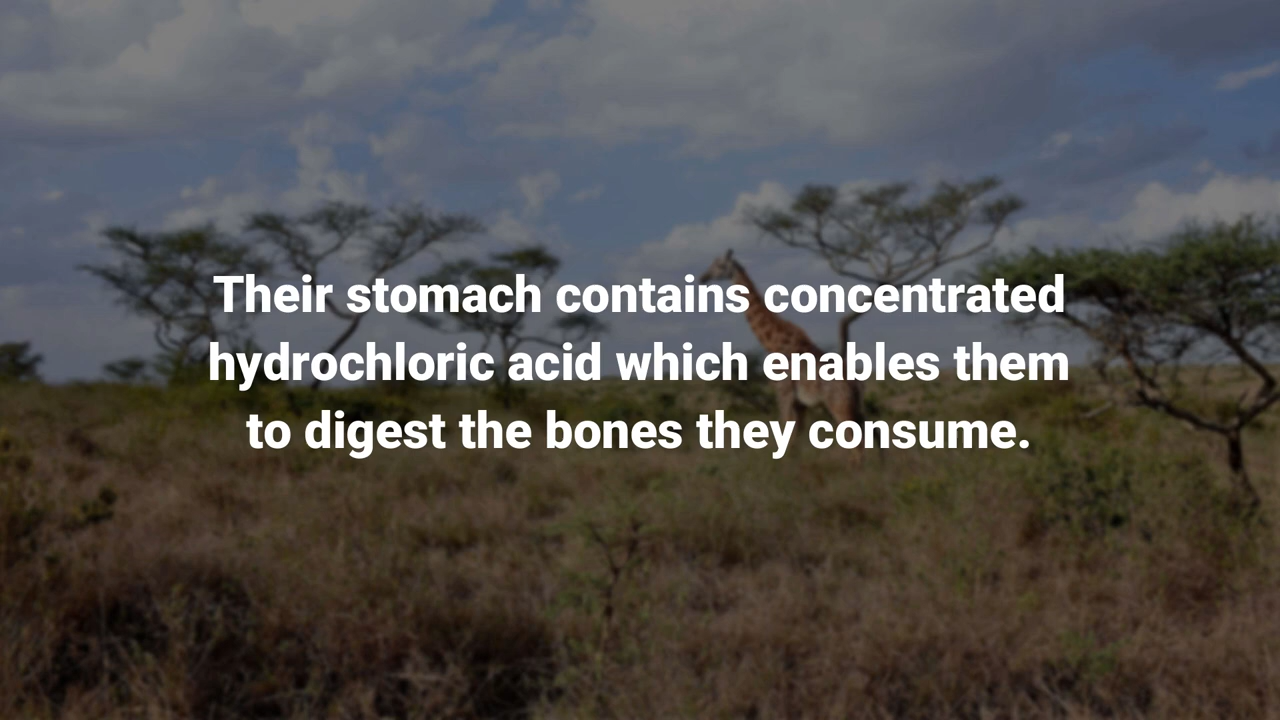 Their stomach contains concentrated
hydrochloric acid which enables them
to digest the bones they consume.